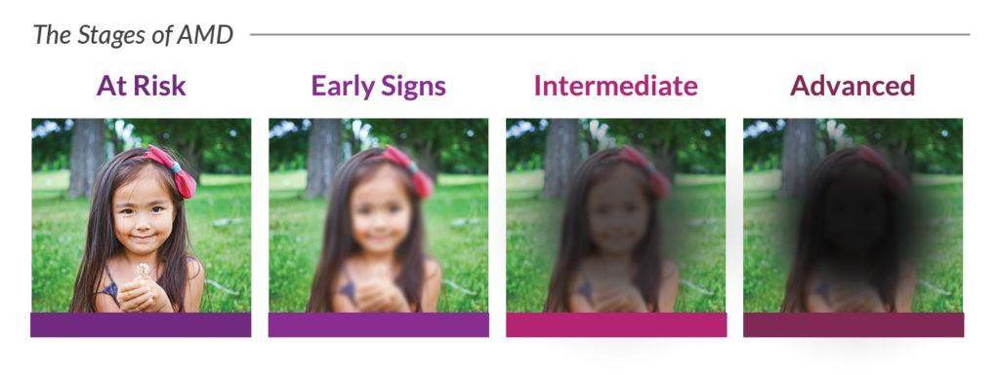 The Stages of AMD
At Risk
Early Signs
Intermediate
Advanced